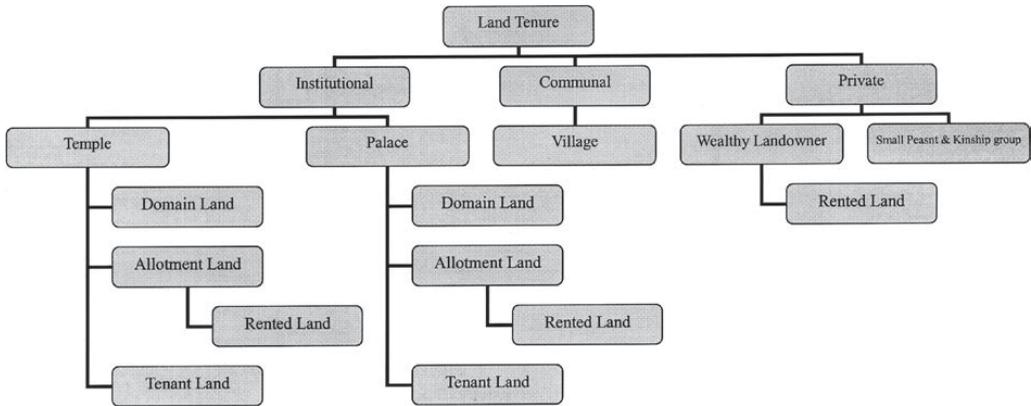 Land Tenure
Institutional
Communal
Private
Temple
Palace
Village
Wealthy Landowner
Small Peasnt & Kinship group
Domain Land
Domain Land
Rented Land
Allotment Land
Allotment Land
Rented Land
Rented Land
Tenant Land
Tenant Land